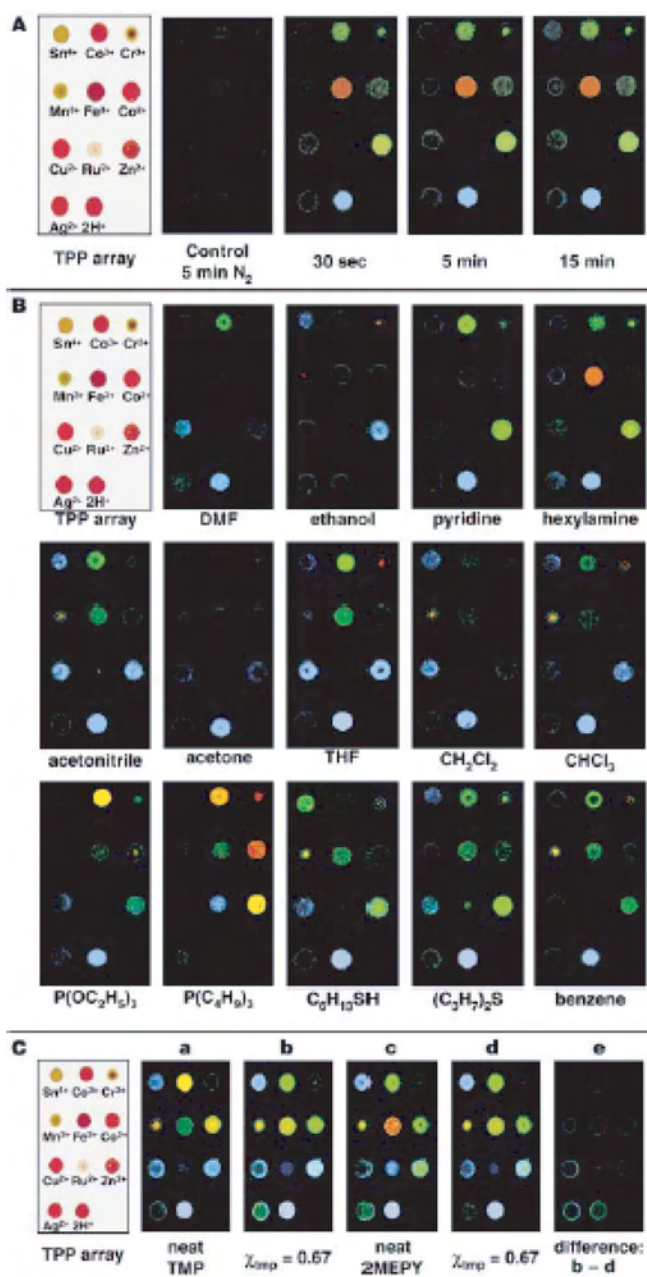 A
Sn⁴⁺ Co³⁺ Cr³⁺
Mn³⁺ Fe³⁺ Co²⁺
Cu²⁺ Ru²⁺ Zn²⁺
Ag²⁺ 2H⁺
TPP array
Control
5 min N₂
30 sec
5 min
15 min
B
Sn⁴⁺ Co³⁺ Cr³⁺
Mn³⁺ Fe³⁺ Co²⁺
Cu²⁺ Ru²⁺ Zn²⁺
Ag²⁺ 2H⁺
TPP array
DMF
ethanol
pyridine
hexylamine
acetonitrile
acetone
THF
CH₂Cl₂
CHCl₃
P(OC₂H₅)₃
P(C₄H₉)₃
C₆H₁₃SH
(C₃H₇)₂S
benzene
C
a
b
c
d
e
Sn⁴⁺ Co³⁺ Cr³⁺
Mn³⁺ Fe³⁺ Co²⁺
Cu²⁺ Ru²⁺ Zn²⁺
Ag²⁺ 2H⁺
TPP array
neat
TMP
χtmp = 0.67
neat
2MEPY
χtmp = 0.67
difference:
b – d